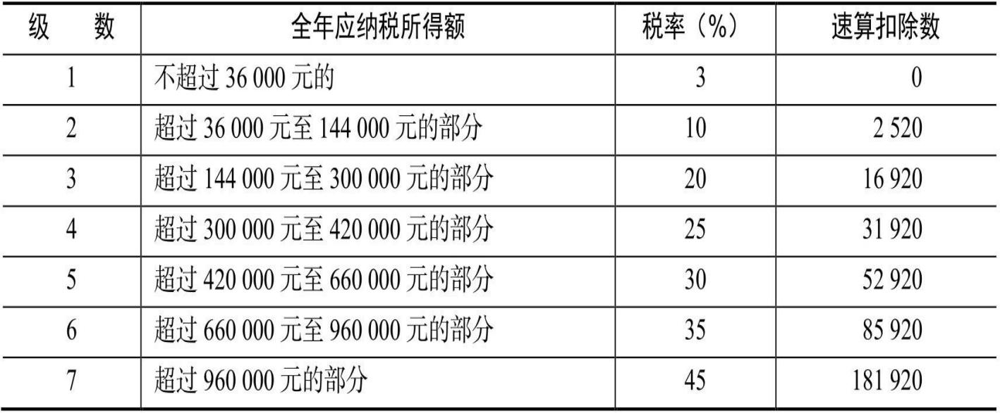 级 数 全年应纳税所得额 税率（%） 速算扣除数
1 不超过 36 000 元的 3 0
2 超过 36 000 元至 144 000 元的部分 10 2 520
3 超过 144 000 元至 300 000 元的部分 20 16 920
4 超过 300 000 元至 420 000 元的部分 25 31 920
5 超过 420 000 元至 660 000 元的部分 30 52 920
6 超过 660 000 元至 960 000 元的部分 35 85 920
7 超过 960 000 元的部分 45 181 920